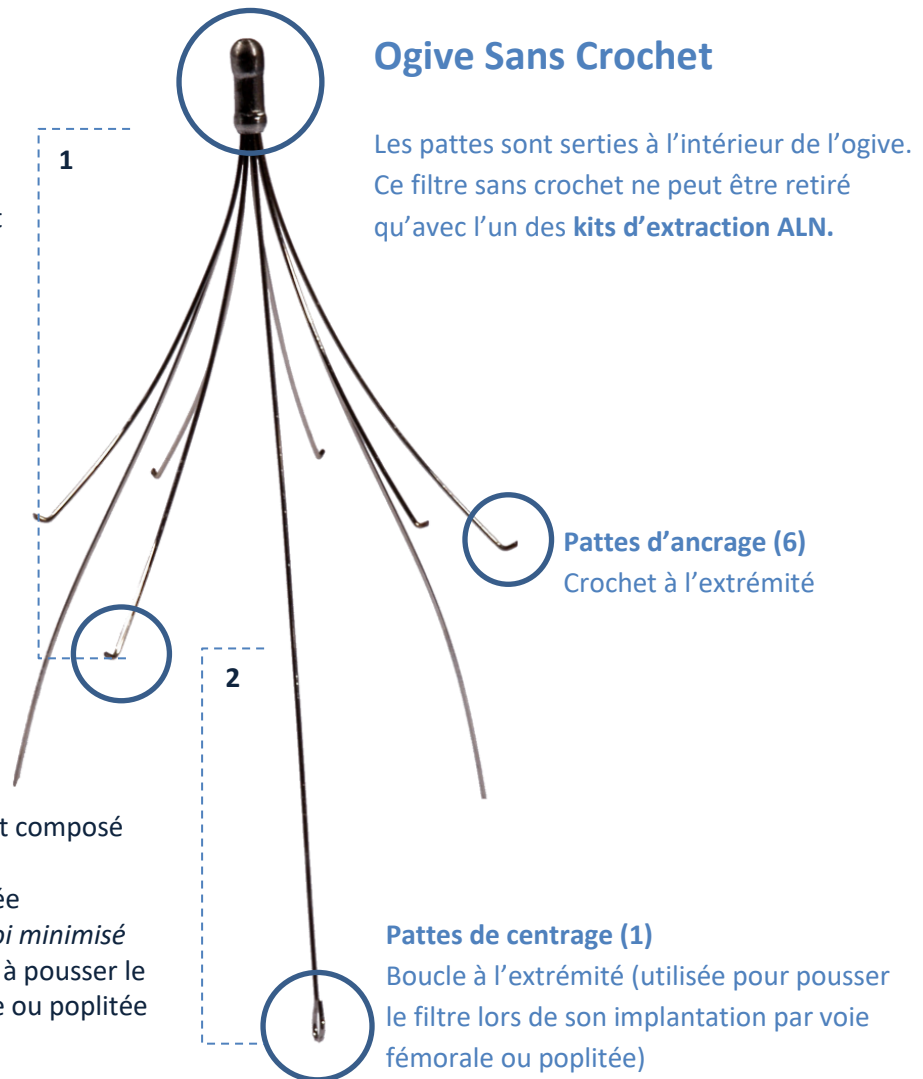 Ogive Sans Crochet
Les pattes sont serties à l’intérieur de l’ogive.
Ce filtre sans crochet ne peut être retiré
qu’avec l’un des kits d’extraction ALN.
1
t
Pattes d’ancrage (6)
Crochet à l’extrémité
2
t composé
ée
pi minimisé
à pousser le
e ou poplitée
Pattes de centrage (1)
Boucle à l’extrémité (utilisée pour pousser
le filtre lors de son implantation par voie
fémorale ou poplitée)